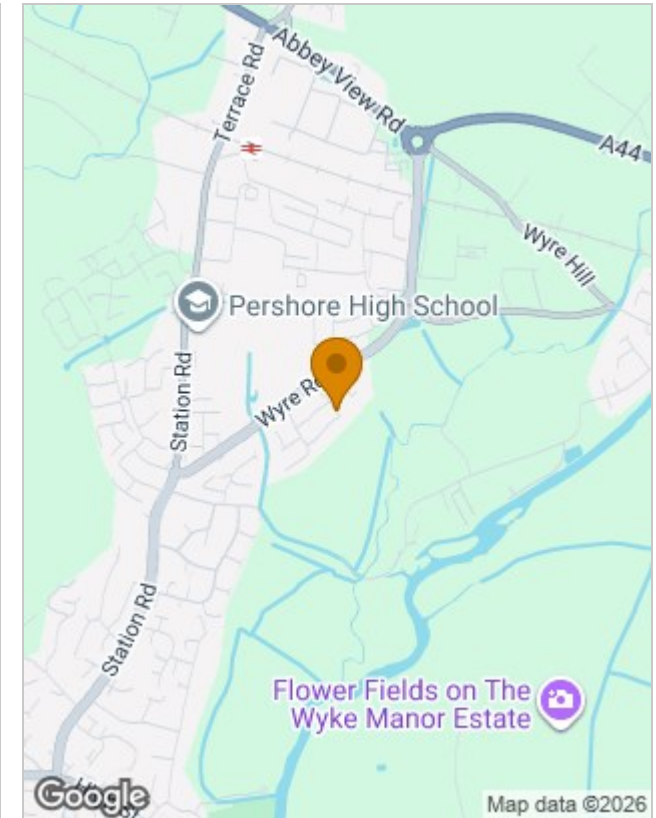 Abbey View Rd
Terrace Rd
A44
Wyre Hill
Pershore High School
Station Rd
Wyre Rd
Station Rd
Flower Fields on The
Wyke Manor Estate
Google
Map data ©2026